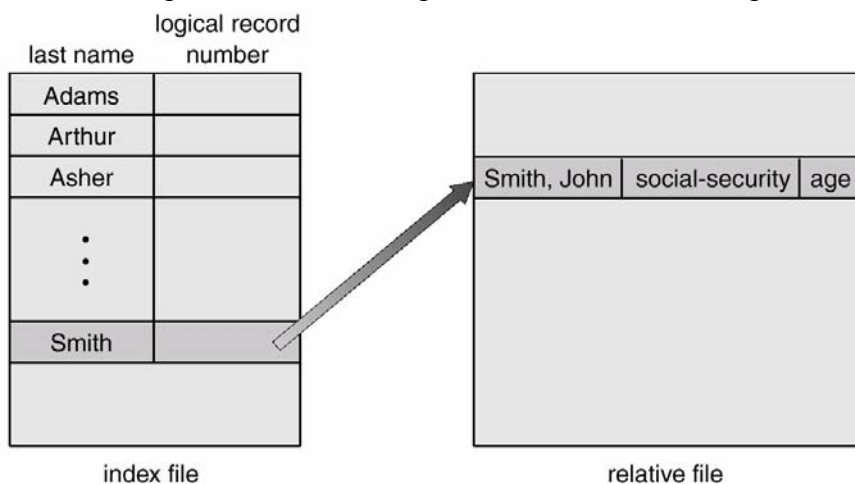 logical record
last name number
Adams
Arthur
Asher
Smith
index file
Smith, John social-security age
relative file